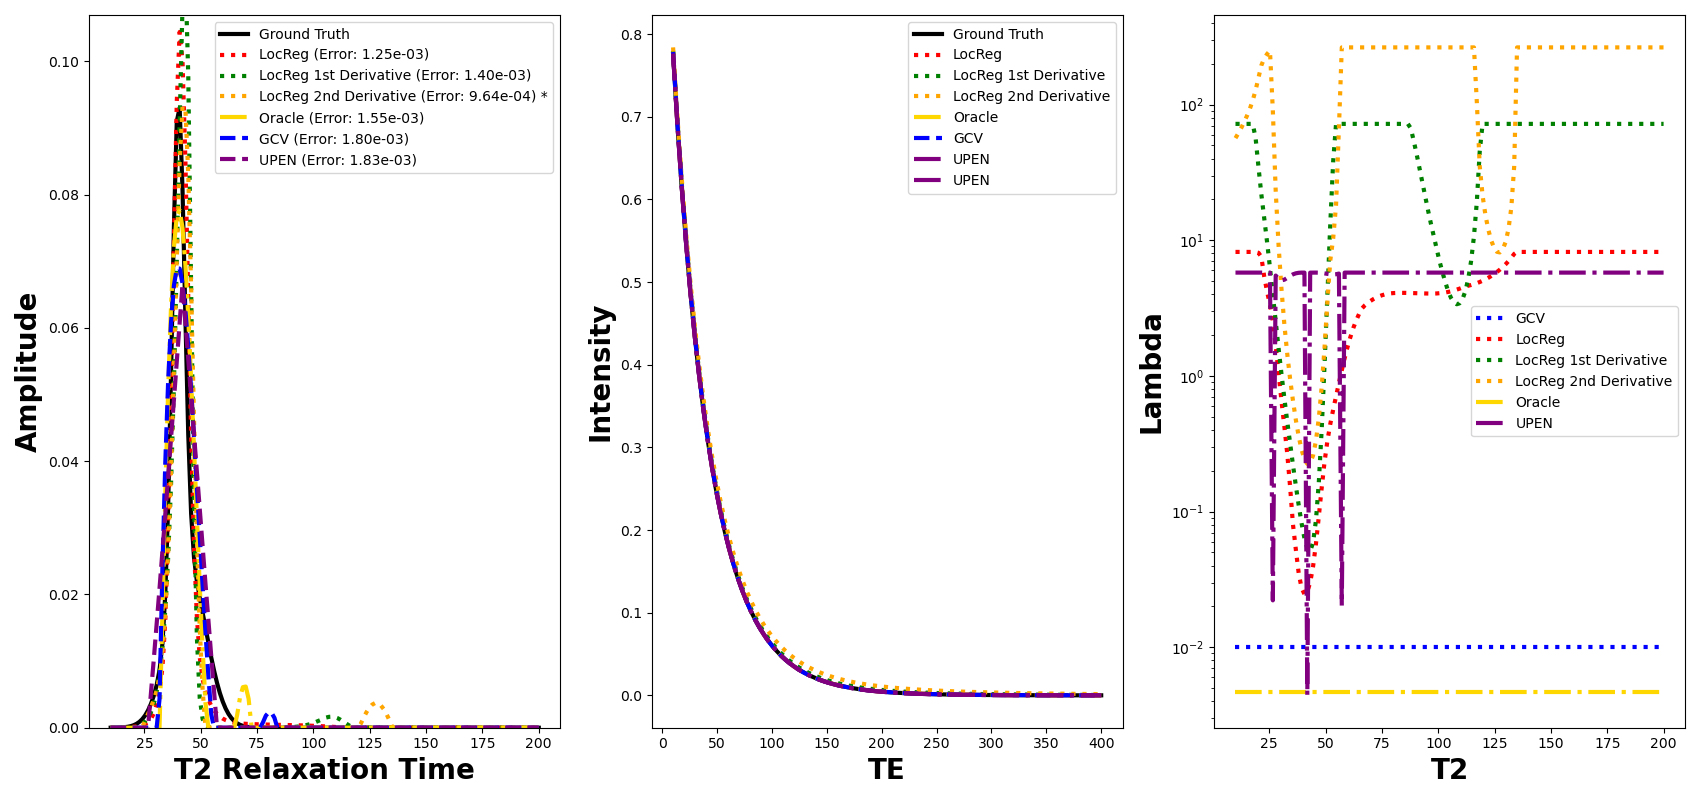 Amplitude
0.10
0.08
0.06
0.04
0.02
0.00
25 50 75 100 125 150 175 200
T2 Relaxation Time
Ground Truth
LocReg (Error: 1.25e-03)
LocReg 1st Derivative (Error: 1.40e-03)
LocReg 2nd Derivative (Error: 9.64e-04) *
Oracle (Error: 1.55e-03)
GCV (Error: 1.80e-03)
UPEN (Error: 1.83e-03)
Intensity
0.8
0.7
0.6
0.5
0.4
0.3
0.2
0.1
0.0
0 50 100 150 200 250 300 350 400
TE
Ground Truth
LocReg
LocReg 1st Derivative
LocReg 2nd Derivative
Oracle
GCV
UPEN
UPEN
Lambda
10²
10¹
10⁰
10⁻¹
10⁻²
25 50 75 100 125 150 175 200
T2
GCV
LocReg
LocReg 1st Derivative
LocReg 2nd Derivative
Oracle
UPEN